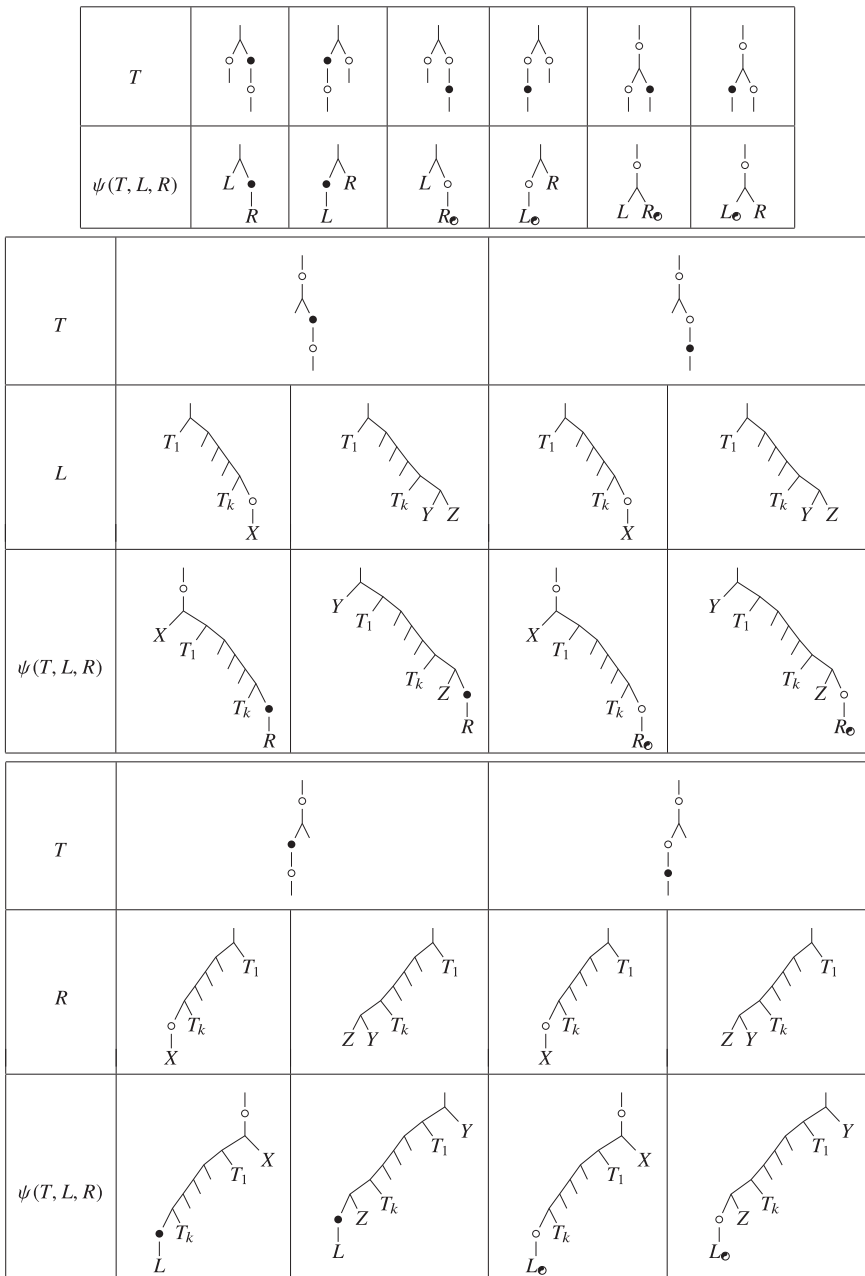 T
ψ(T, L, R) L R L R L R L R L R L R
T
L T₁ Tₖ X T₁ Tₖ Y Z T₁ Tₖ X T₁ Tₖ Y Z
ψ(T, L, R) X T₁ Tₖ R Y T₁ Tₖ Z R X T₁ Tₖ R Y T₁ Tₖ Z R
T
R T₁ Tₖ X T₁ Tₖ Z Y T₁ Tₖ X T₁ Tₖ Z Y
ψ(T, L, R) X T₁ Tₖ L Y T₁ Tₖ Z L X T₁ Tₖ L Y T₁ Tₖ Z L